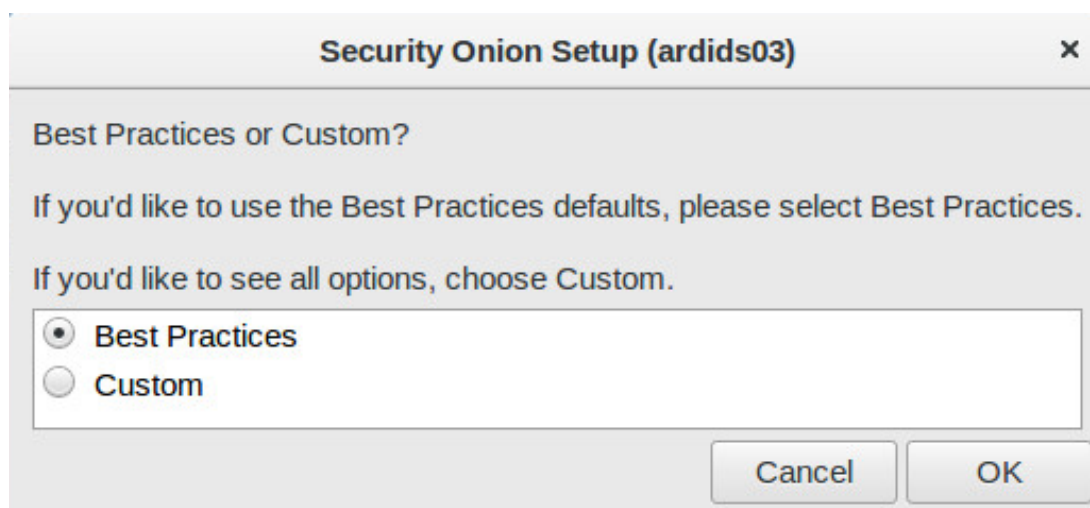 Security Onion Setup (ardids03)
Best Practices or Custom?
If you'd like to use the Best Practices defaults, please select Best Practices.
If you'd like to see all options, choose Custom.
Best Practices
Custom
Cancel
OK